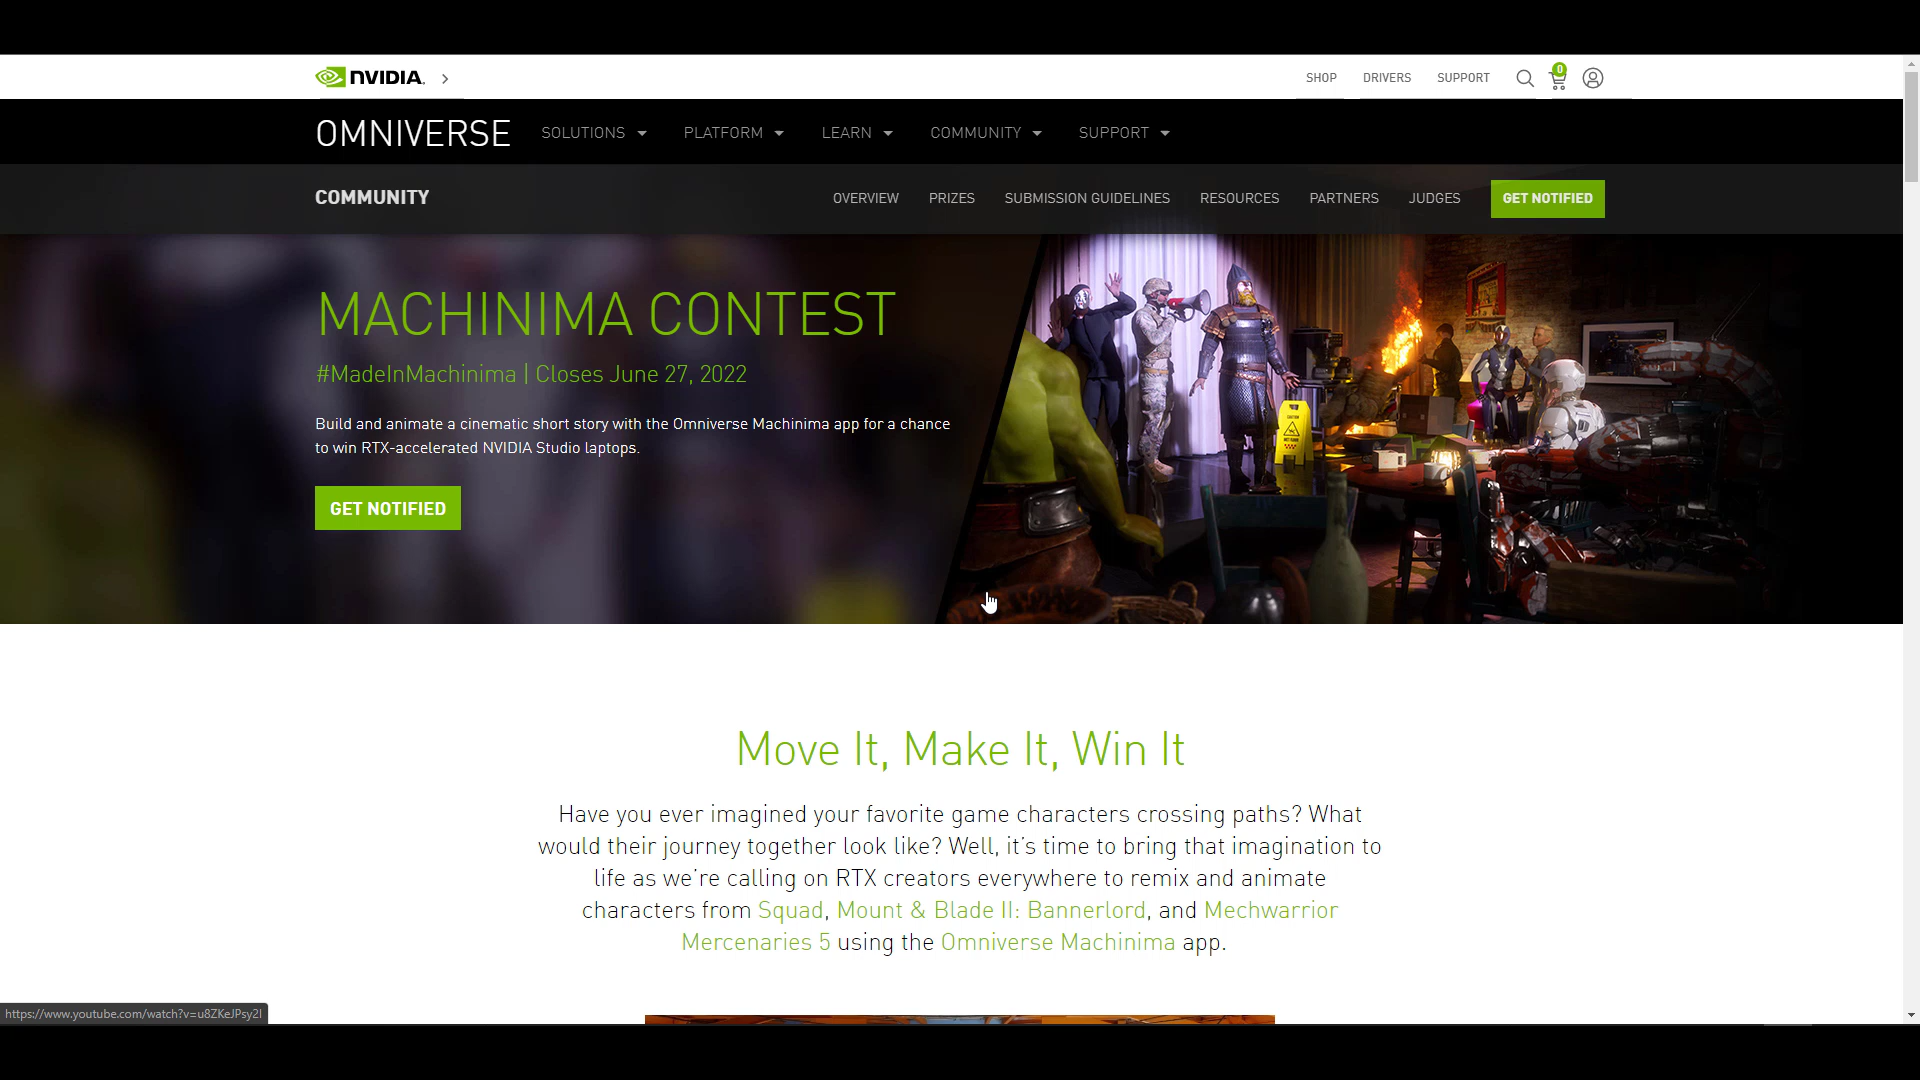 NVIDIA.
SHOP
DRIVERS
SUPPORT
0
OMNIVERSE
SOLUTIONS
PLATFORM
LEARN
COMMUNITY
SUPPORT
COMMUNITY
OVERVIEW
PRIZES
SUBMISSION GUIDELINES
RESOURCES
PARTNERS
JUDGES
GET NOTIFIED
MACHINIMA CONTEST
#MadeInMachinima | Closes June 27, 2022
Build and animate a cinematic short story with the Omniverse Machinima app for a chance
to win RTX-accelerated NVIDIA Studio laptops.
GET NOTIFIED
CAUTION
Move It, Make It, Win It
Have you ever imagined your favorite game characters crossing paths? What
would their journey together look like? Well, it's time to bring that imagination to
life as we're calling on RTX creators everywhere to remix and animate
characters from Squad, Mount & Blade II: Bannerlord, and Mechwarrior
Mercenaries 5 using the Omniverse Machinima app.
https://www.youtube.com/watch?v=u8ZKeJPsy2I